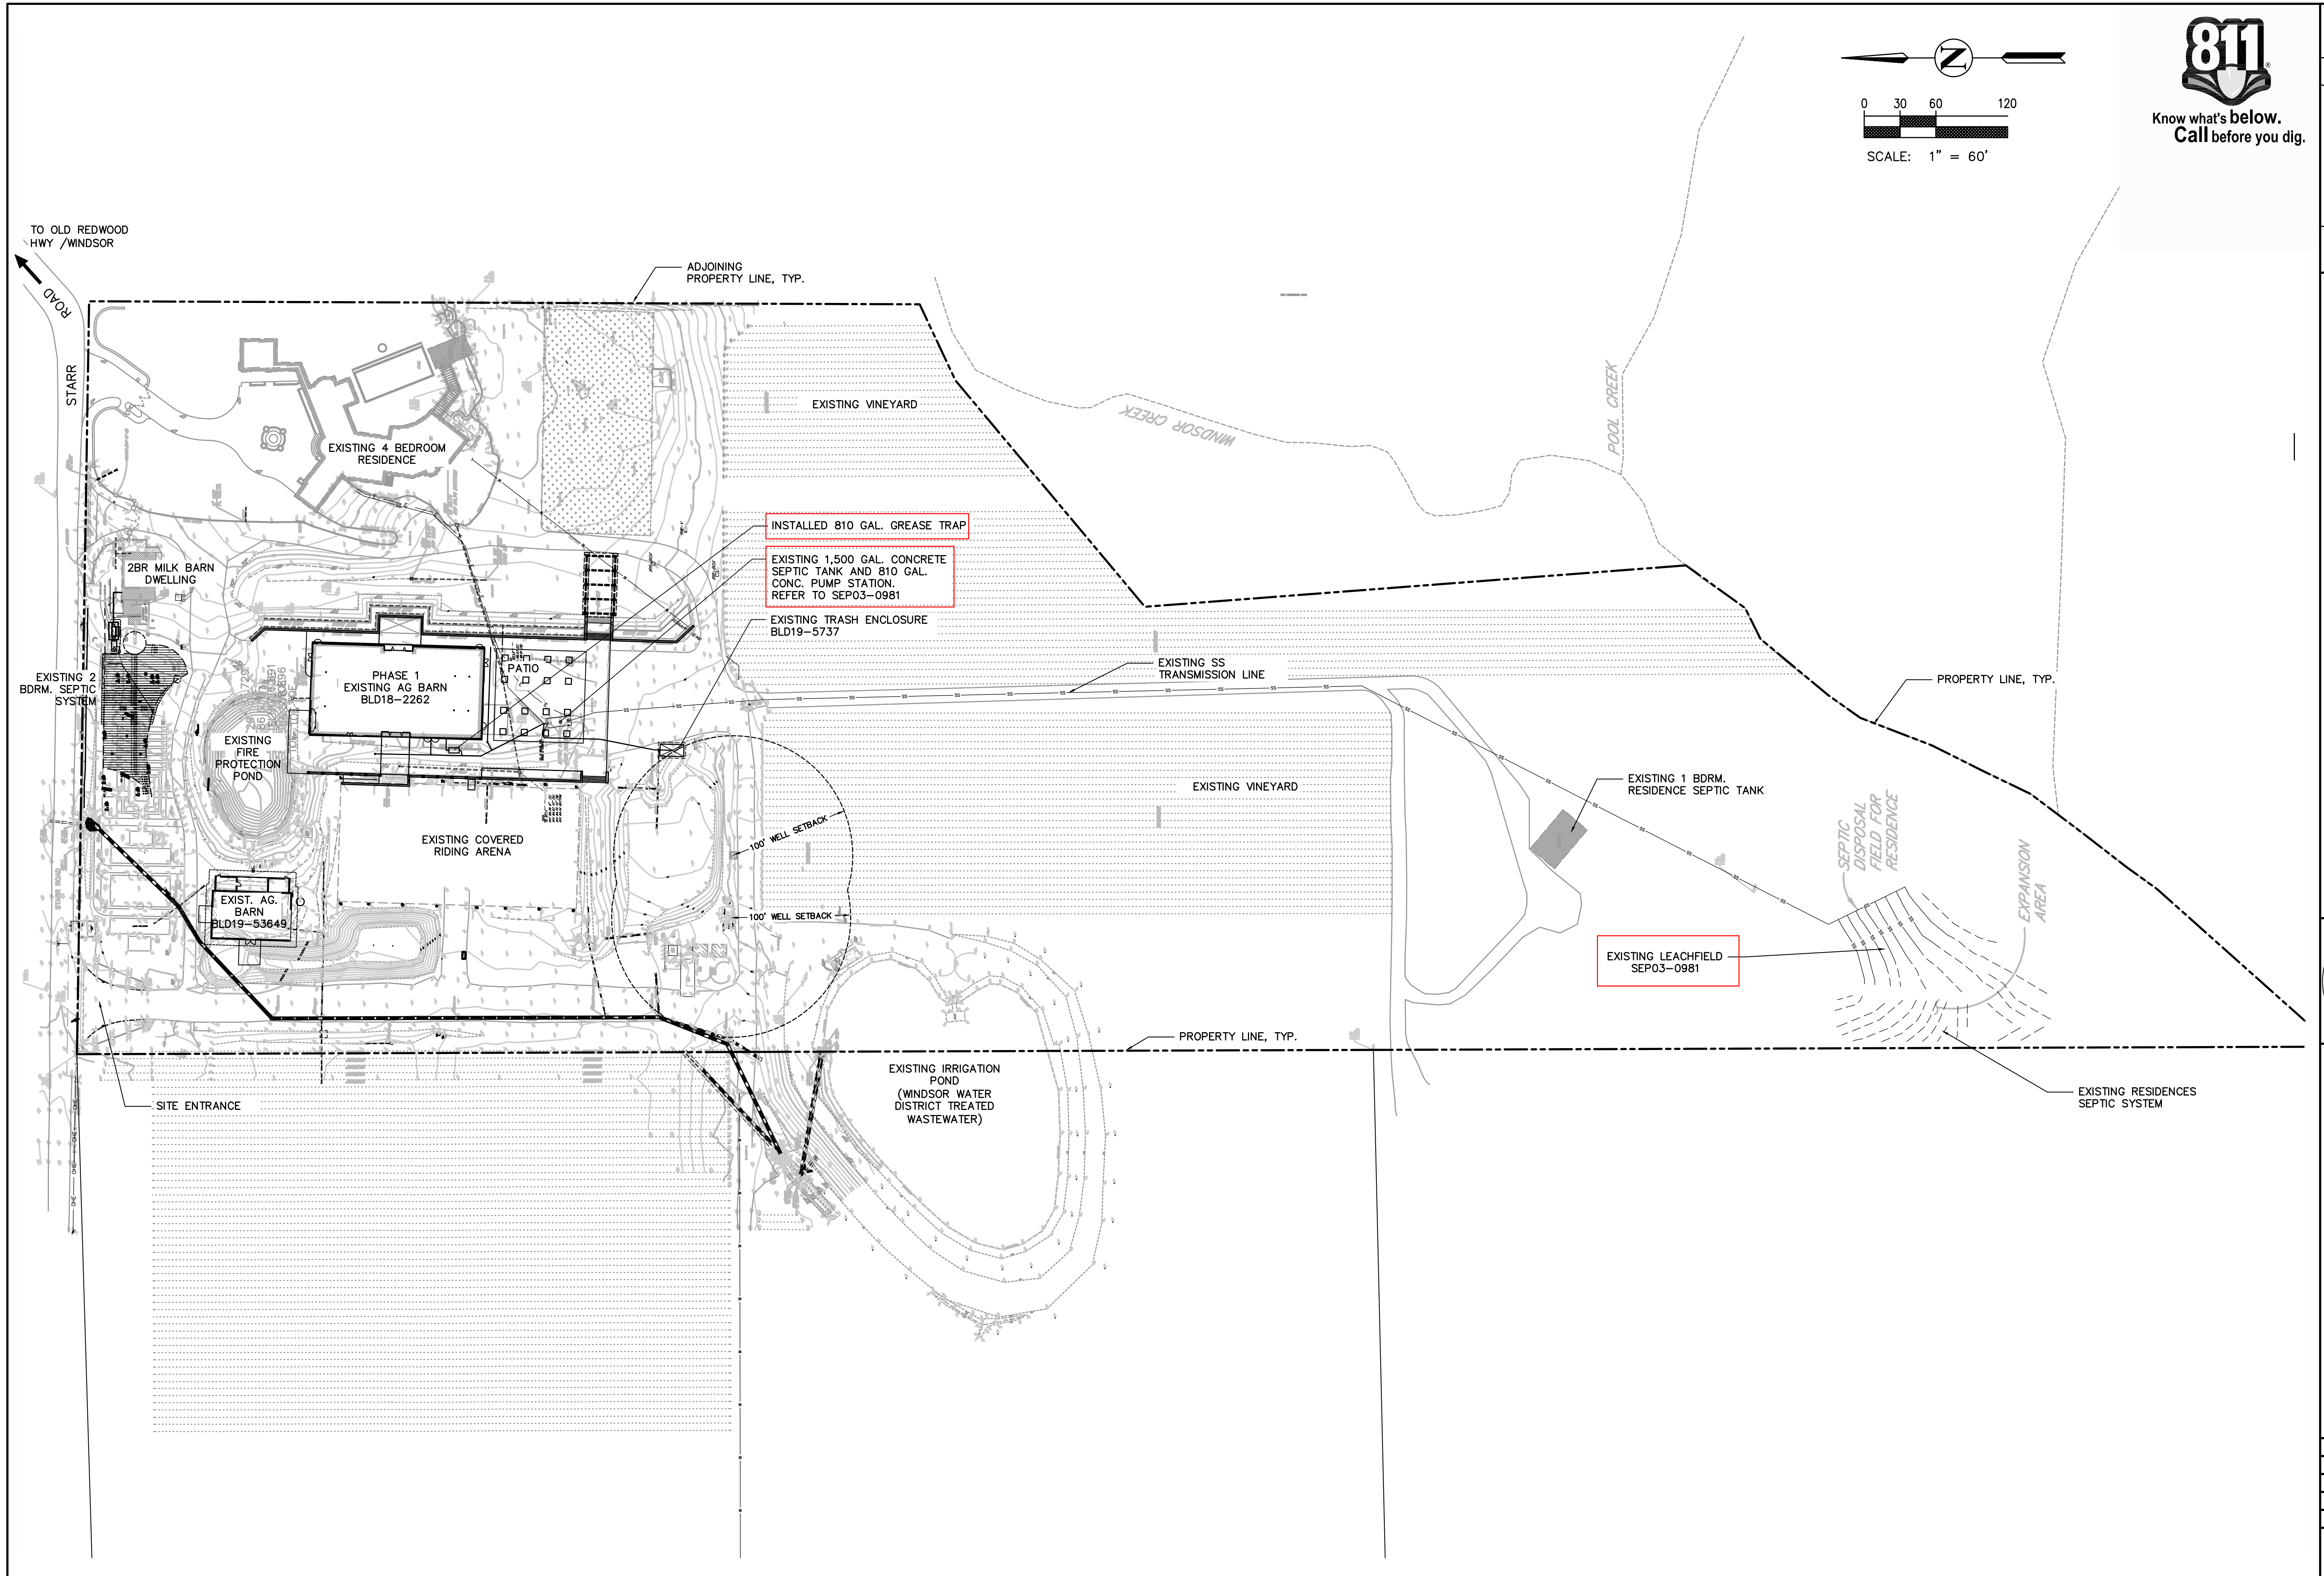 811
Know what's below.
Call before you dig.
N
0 30 60 120
SCALE: 1" = 60'
TO OLD REDWOOD
HWY /WINDSOR
ROAD
STARR
ADJOINING
PROPERTY LINE, TYP.
EXISTING VINEYARD
WINDSOR CREEK
POOL CREEK
EXISTING 4 BEDROOM
RESIDENCE
INSTALLED 810 GAL. GREASE TRAP
EXISTING 1,500 GAL. CONCRETE
SEPTIC TANK AND 810 GAL.
CONC. PUMP STATION.
REFER TO SEP03-0981
2BR MILK BARN
DWELLING
EXISTING TRASH ENCLOSURE
BLD19-5737
EXISTING 2
BDRM. SEPTIC
SYSTEM
PHASE 1
EXISTING AG BARN
BLD18-2262
PATIO
EXISTING SS
TRANSMISSION LINE
PROPERTY LINE, TYP.
EXISTING
FIRE
PROTECTION
POND
EXISTING VINEYARD
EXISTING 1 BDRM.
RESIDENCE SEPTIC TANK
EXISTING COVERED
RIDING ARENA
100' WELL SETBACK
100' WELL SETBACK
SEPTIC
DISPOSAL
FIELD FOR
RESIDENCE
EXPANSION
AREA
EXIST. AG.
BARN
BLD19-53649
STARR ROAD
EXISTING LEACHFIELD
SEP03-0981
PROPERTY LINE, TYP.
EXISTING IRRIGATION
POND
(WINDSOR WATER
DISTRICT TREATED
WASTEWATER)
SITE ENTRANCE
EXISTING RESIDENCES
SEPTIC SYSTEM